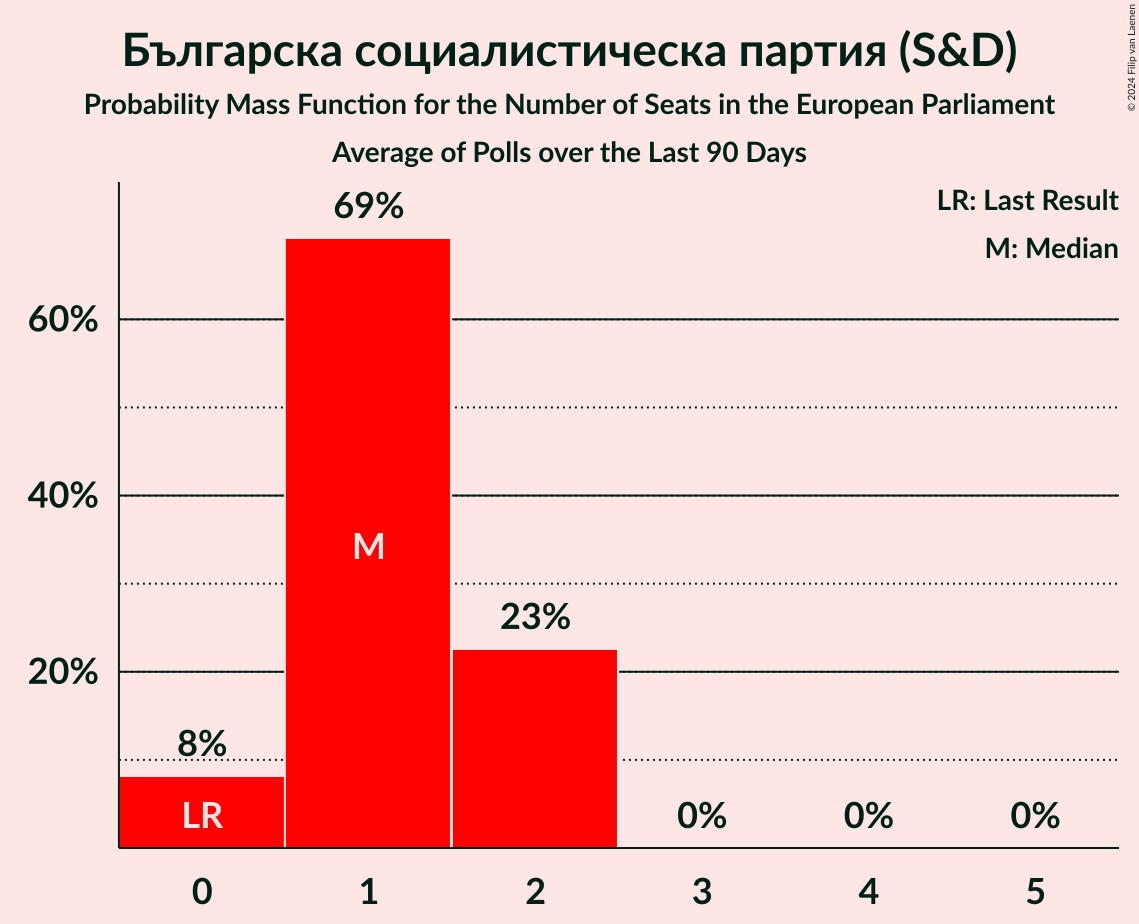 Българска социалистическа партия (S&D)
Probability Mass Function for the Number of Seats in the European Parliament
Average of Polls over the Last 90 Days
© 2024 Filip van Laenen
LR: Last Result
M: Median
69%
60%
40%
M
23%
20%
8%
LR
0%
0%
0%
0
1
2
3
4
5